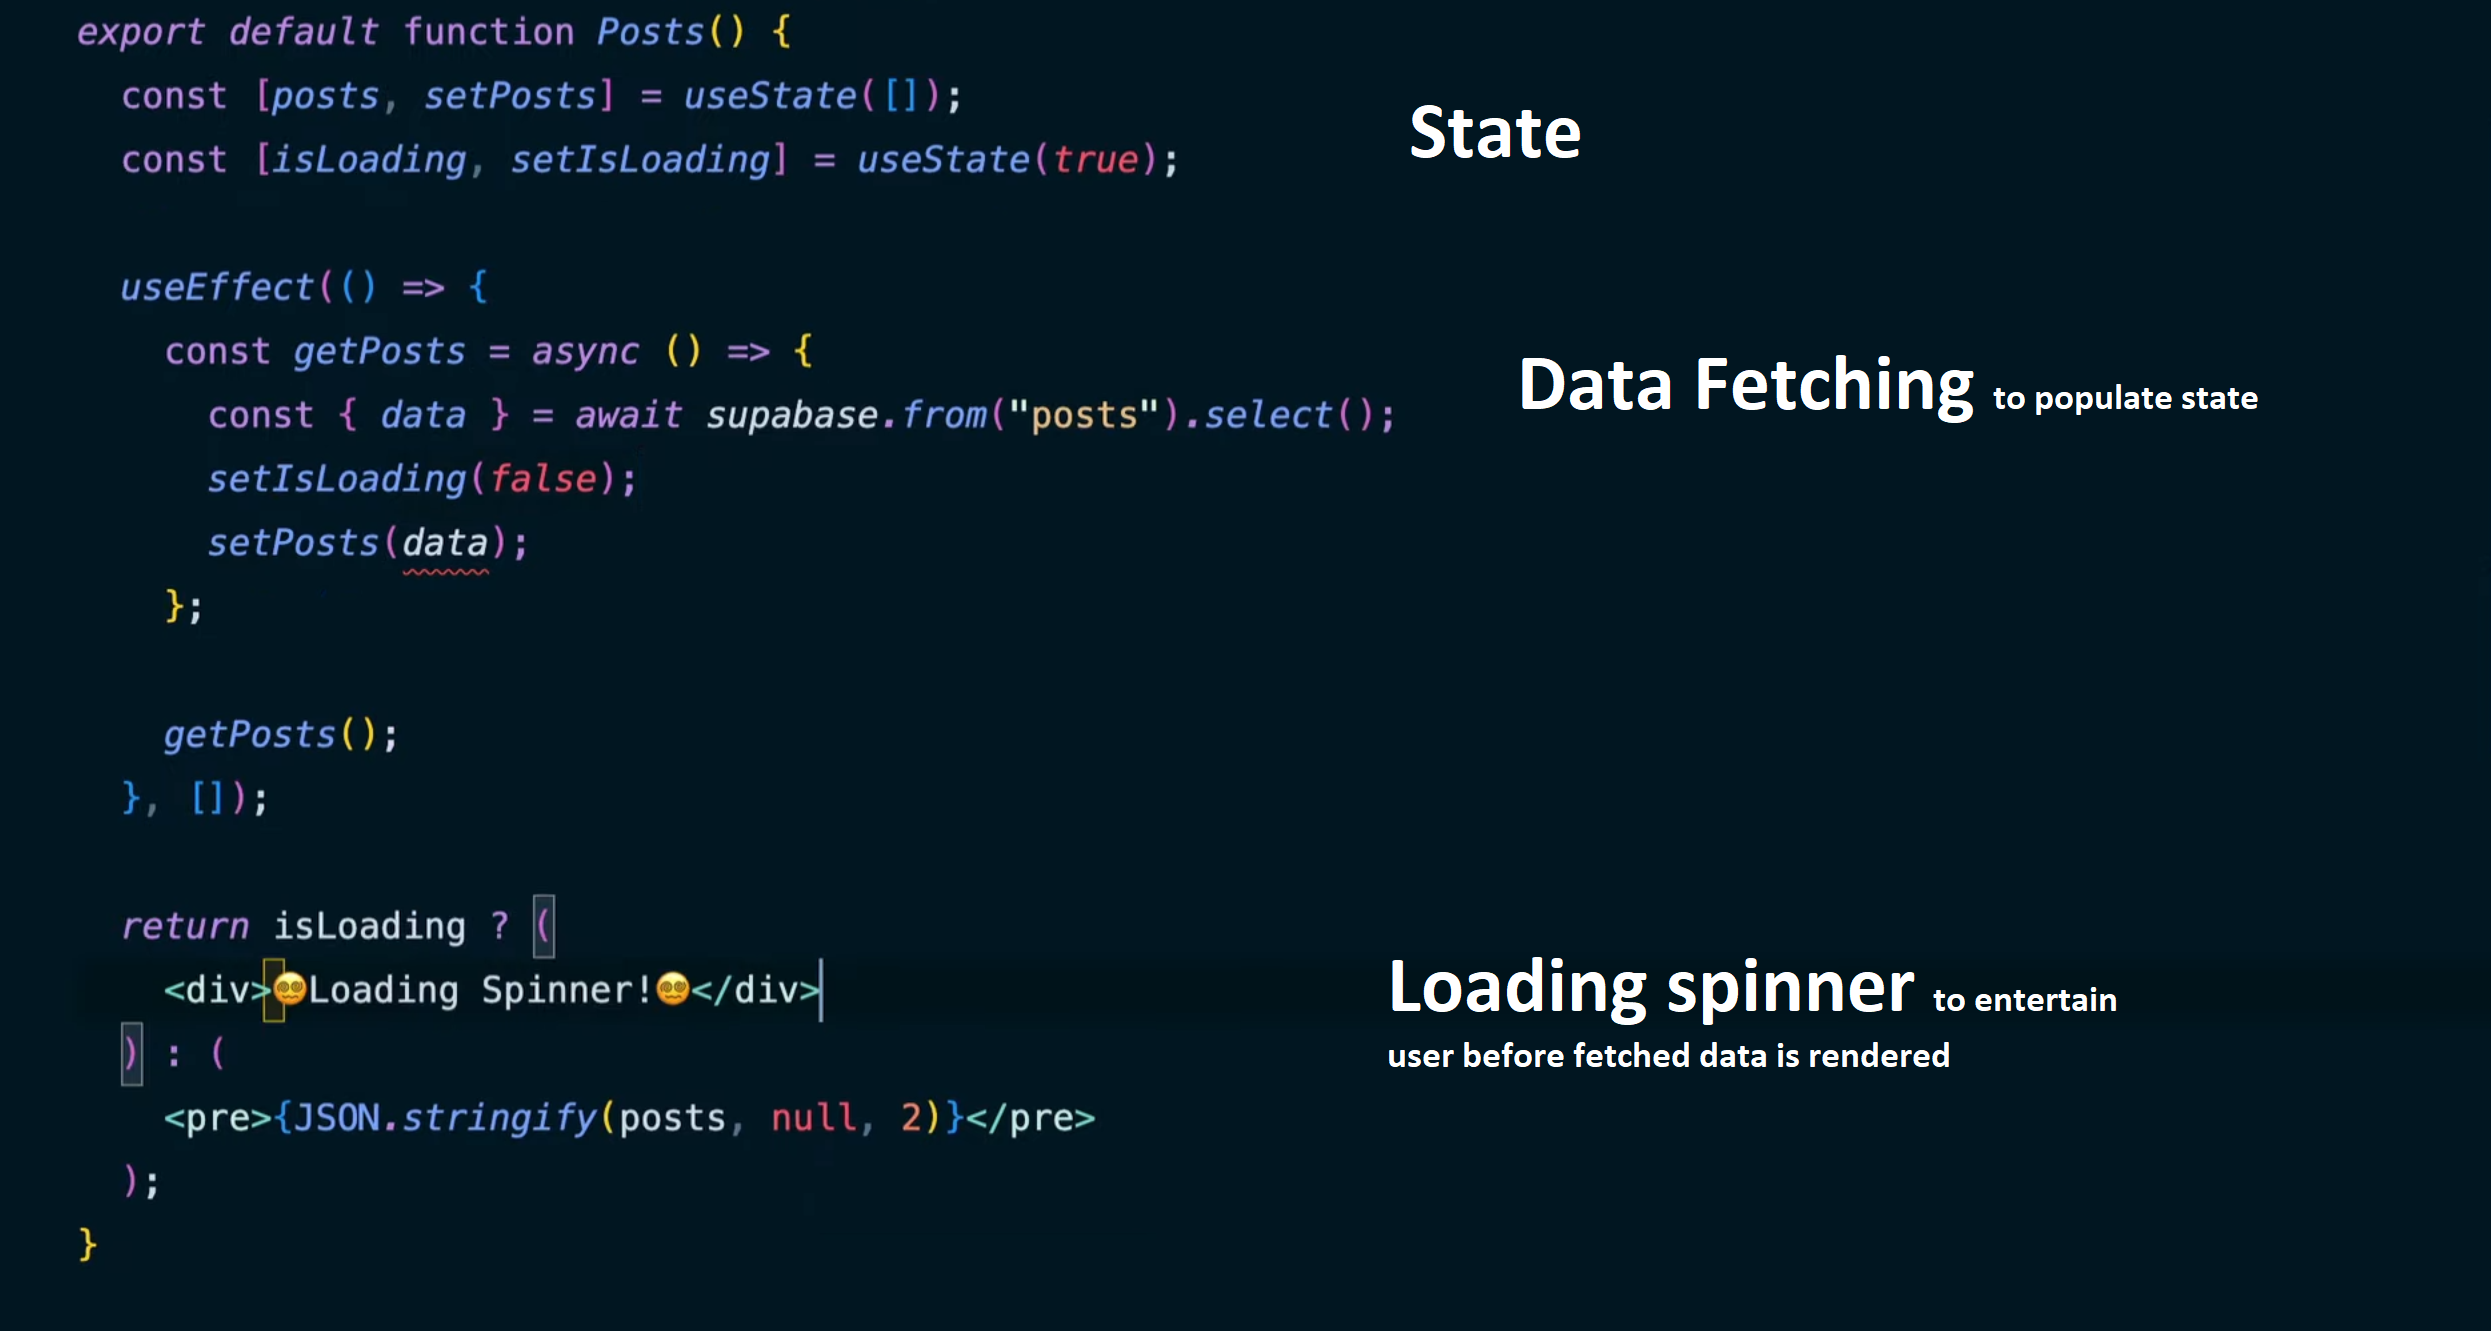 export default function Posts() {
const [posts, setPosts] = useState([]);
const [isLoading, setIsLoading] = useState(true);
State
useEffect(() => {
const getPosts = async () => {
const { data } = await supabase.from("posts").select();
Data Fetching to populate state
setIsLoading(false);
setPosts(data);
};
getPosts();
}, []);
return isLoading ? (
<div>😵‍💫Loading Spinner!😵‍💫</div>
Loading spinner to entertain
user before fetched data is rendered
) : (
<pre>{JSON.stringify(posts, null, 2)}</pre>
);
}